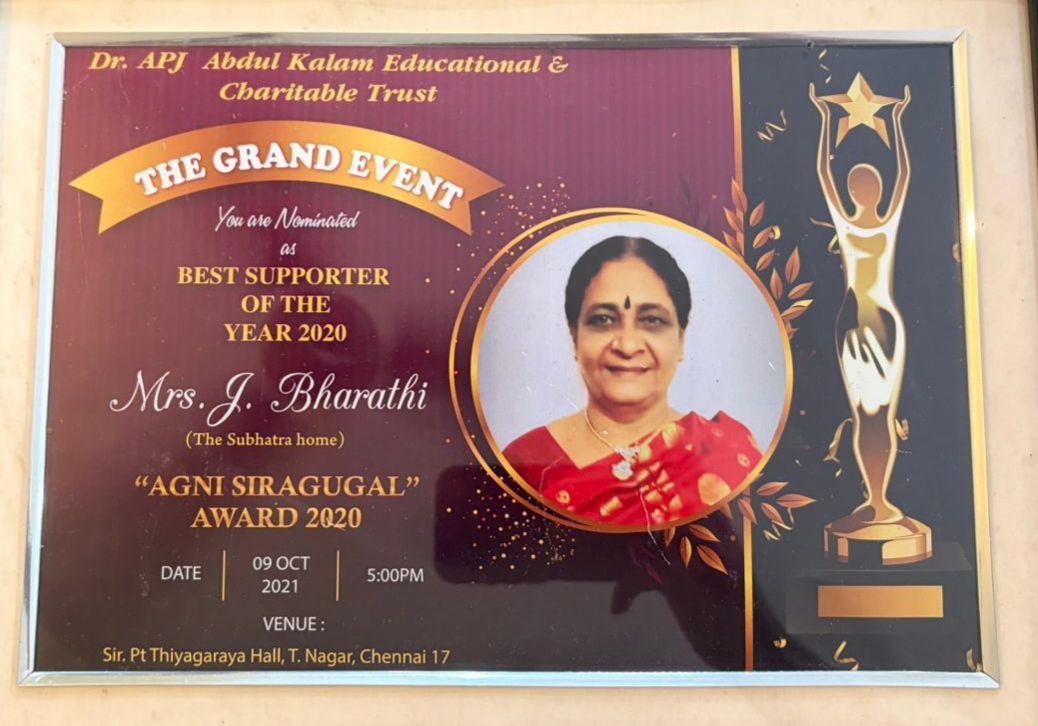 Dr. APJ Abdul Kalam Educational &
Charitable Trust
THE GRAND EVENT
You are Nominated
as
BEST SUPPORTER
OF THE
YEAR 2020
Mrs. J. Bharathi
(The Subhatra home)
“AGNI SIRAGUGAL”
AWARD 2020
DATE
09 OCT
2021
5:00PM
VENUE :
Sir. Pt Thiyagaraya Hall, T. Nagar, Chennai 17